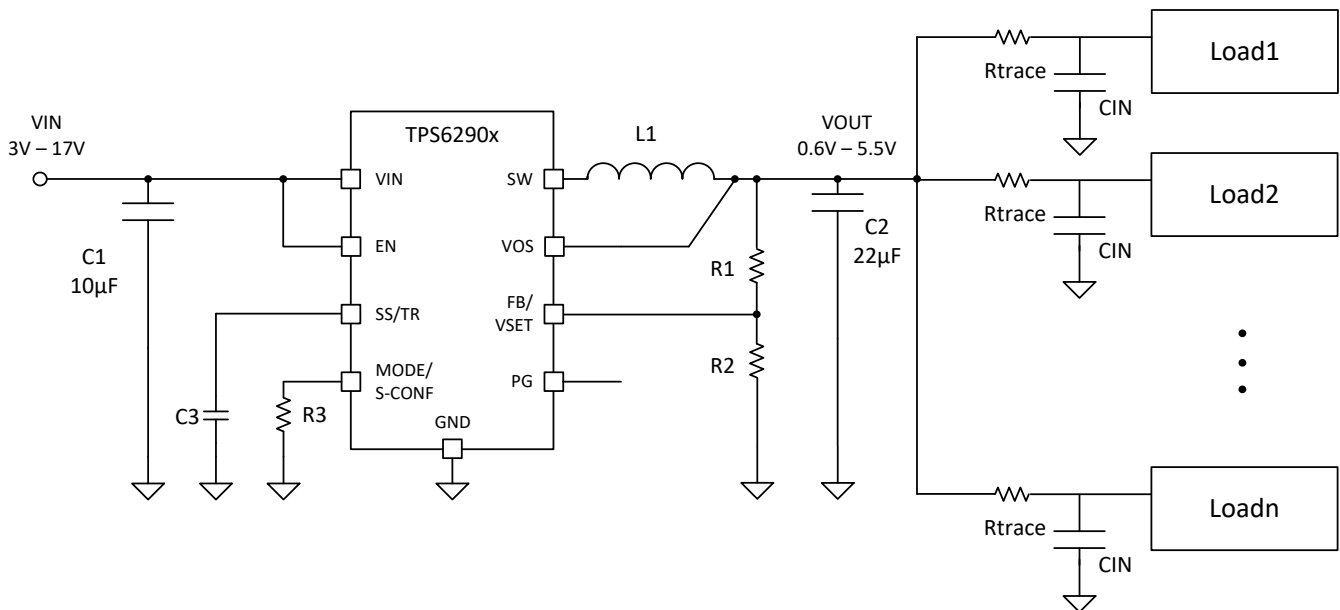 VIN
3V – 17V
C1
10µF
TPS6290x
VIN
EN
SS/TR
MODE/
S-CONF
GND
SW
VOS
FB/
VSET
PG
C3
R3
L1
R1
R2
VOUT
0.6V – 5.5V
C2
22µF
Rtrace
CIN
Load1
Rtrace
CIN
Load2
Rtrace
CIN
Loadn